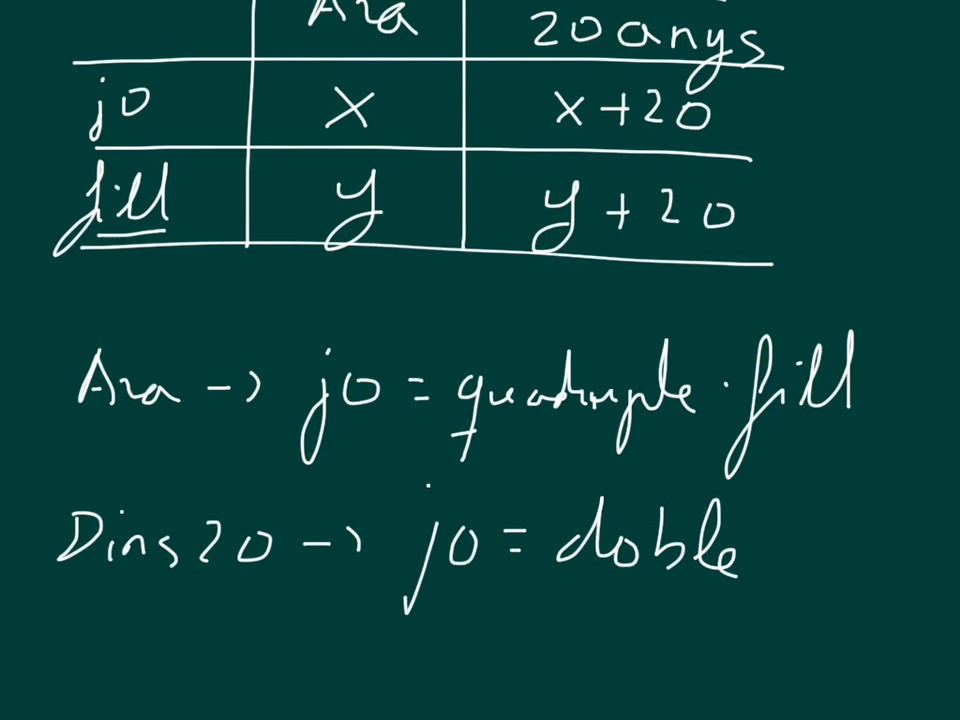 Ara 20 anys
jo x x+20
fill y y+20
Ara -> jo = quadruple · fill
Dins 20 -> jo = doble